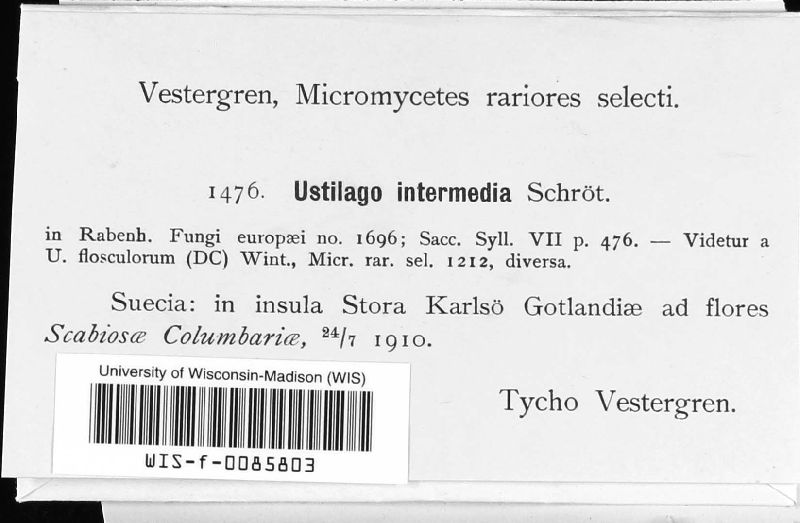 Vestergren, Micromycetes rariores selecti.
1476. Ustilago intermedia Schröt.
in Rabenh. Fungi europæi no. 1696; Sacc. Syll. VII p. 476. — Videtur a
U. flosculorum (DC) Wint., Micr. rar. sel. 1212, diversa.
Suecia: in insula Stora Karlsö Gotlandiæ ad flores
Scabiosæ Columbariæ, 24/7 1910.
Tycho Vestergren.
University of Wisconsin-Madison (WIS)
WIS-f-0085803